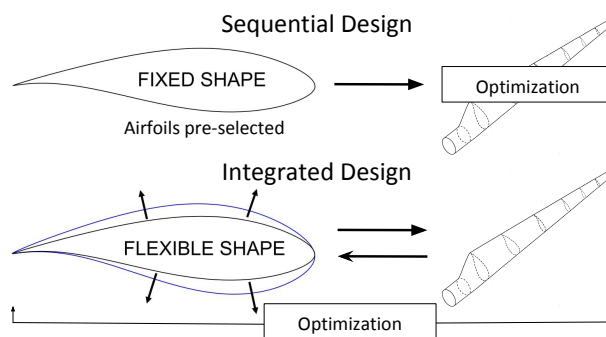 Sequential Design
FIXED SHAPE
Optimization
Airfoils pre-selected
Integrated Design
FLEXIBLE SHAPE
Optimization